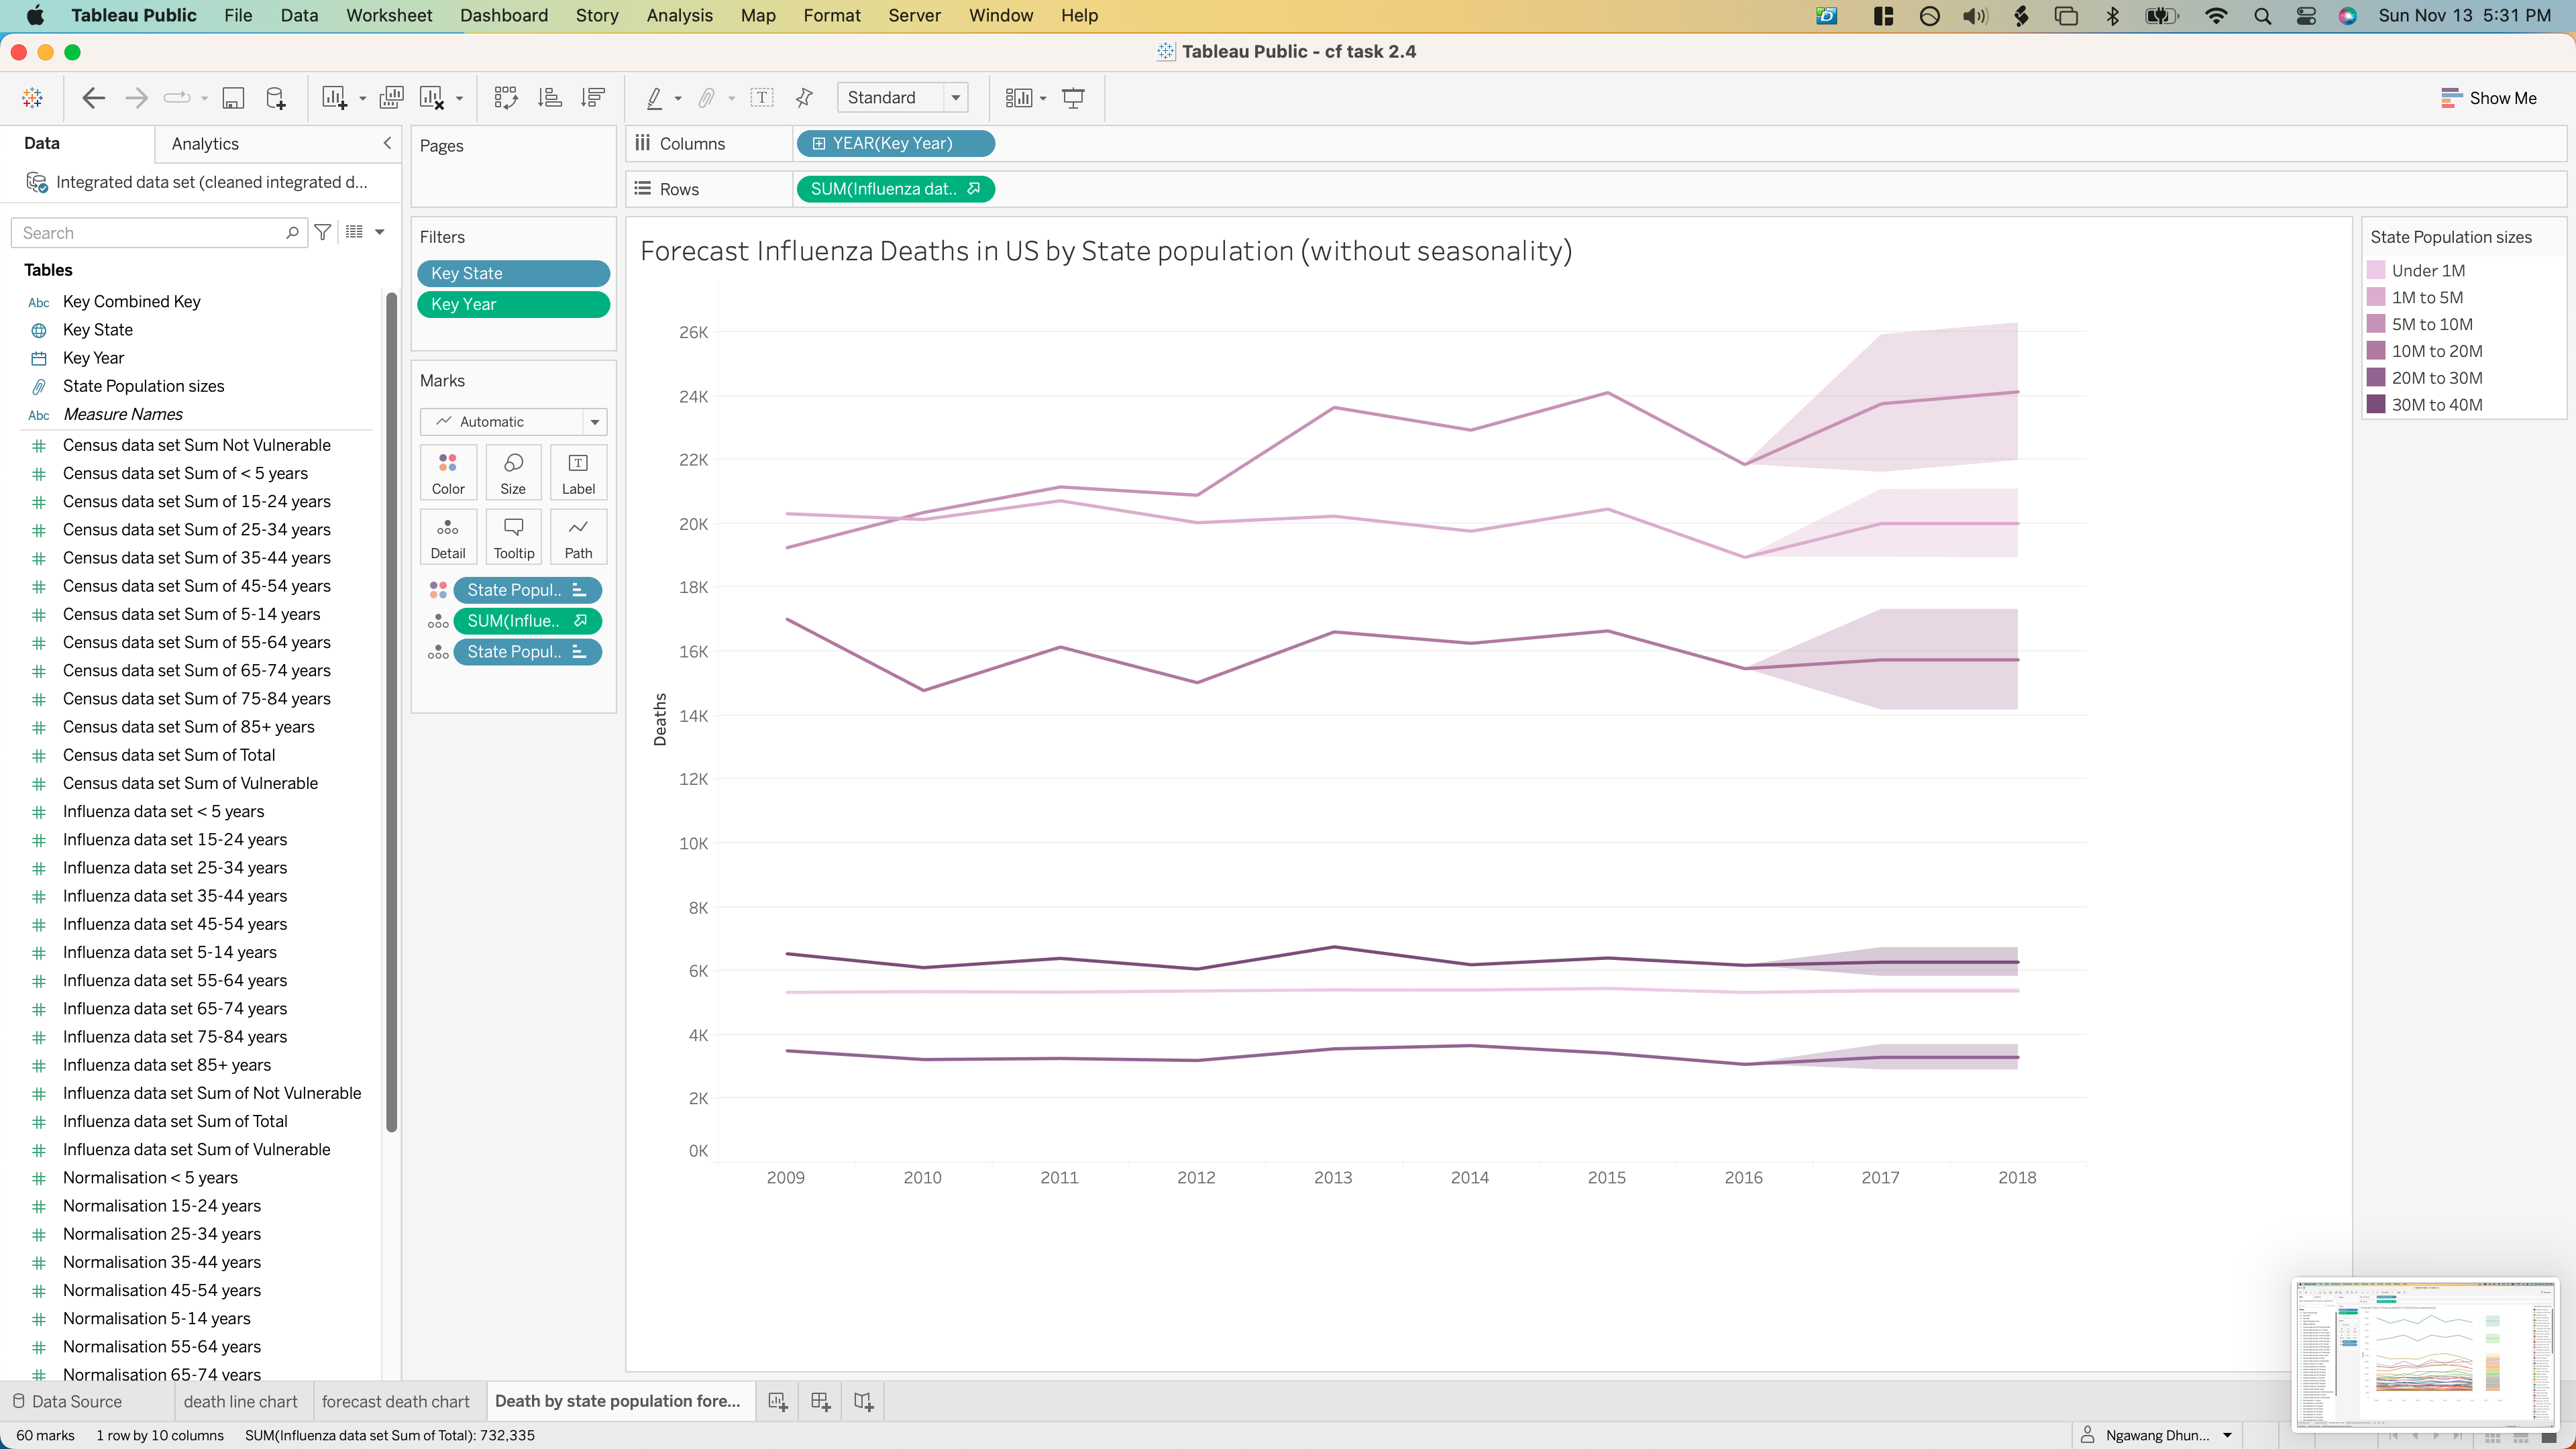 Tableau Public File Data Worksheet Dashboard Story Analysis Map Format Server Window Help Sun Nov 13 5:31 PM
Tableau Public - cf task 2.4
Standard
Show Me
Data
Analytics
Pages
Columns
YEAR(Key Year)
Integrated data set (cleaned integrated d...
Rows
SUM(Influenza dat..
Search
Tables
Abc Key Combined Key
Key State
Key Year
State Population sizes
Abc Measure Names
Census data set Sum Not Vulnerable
Census data set Sum of < 5 years
Census data set Sum of 15-24 years
Census data set Sum of 25-34 years
Census data set Sum of 35-44 years
Census data set Sum of 45-54 years
Census data set Sum of 5-14 years
Census data set Sum of 55-64 years
Census data set Sum of 65-74 years
Census data set Sum of 75-84 years
Census data set Sum of 85+ years
Census data set Sum of Total
Census data set Sum of Vulnerable
Influenza data set < 5 years
Influenza data set 15-24 years
Influenza data set 25-34 years
Influenza data set 35-44 years
Influenza data set 45-54 years
Influenza data set 5-14 years
Influenza data set 55-64 years
Influenza data set 65-74 years
Influenza data set 75-84 years
Influenza data set 85+ years
Influenza data set Sum of Not Vulnerable
Influenza data set Sum of Total
Influenza data set Sum of Vulnerable
Normalisation < 5 years
Normalisation 15-24 years
Normalisation 25-34 years
Normalisation 35-44 years
Normalisation 45-54 years
Normalisation 5-14 years
Normalisation 55-64 years
Normalisation 65-74 years
Filters
Key State
Key Year
Marks
Automatic
Color Size Label
Detail Tooltip Path
State Popul..
SUM(Influe..
State Popul..
Forecast Influenza Deaths in US by State population (without seasonality)
Deaths
26K
24K
22K
20K
18K
16K
14K
12K
10K
8K
6K
4K
2K
0K
2009 2010 2011 2012 2013 2014 2015 2016 2017 2018
State Population sizes
Under 1M
1M to 5M
5M to 10M
10M to 20M
20M to 30M
30M to 40M
Data Source death line chart forecast death chart Death by state population fore...
60 marks 1 row by 10 columns SUM(Influenza data set Sum of Total): 732,335
Ngawang Dhun...